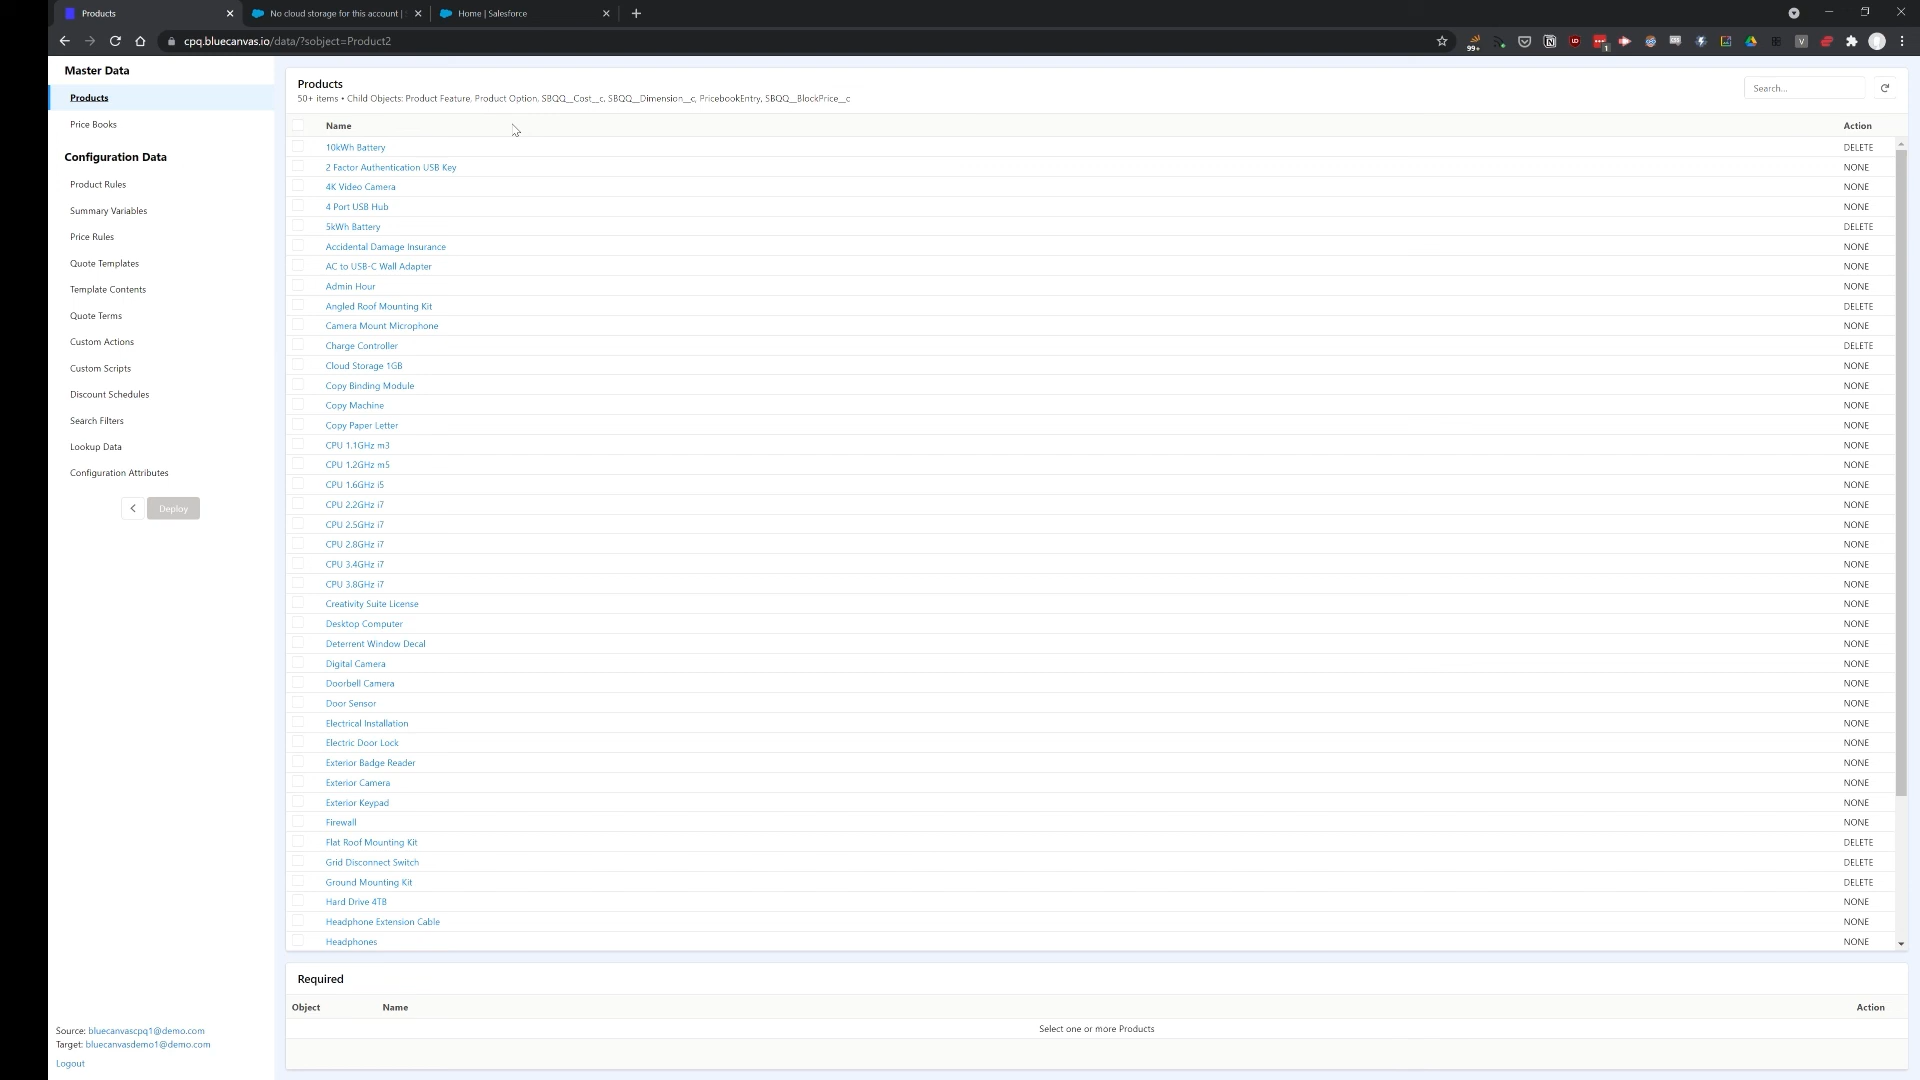 Products
No cloud storage for this account |
Home | Salesforce
cpq.bluecanvas.io/data/?sobject=Product2
99+
1
Master Data
Products
Price Books
Configuration Data
Product Rules
Summary Variables
Price Rules
Quote Templates
Template Contents
Quote Terms
Custom Actions
Custom Scripts
Discount Schedules
Search Filters
Lookup Data
Configuration Attributes
Deploy
Source: bluecanvascpq1@demo.com
Target: bluecanvasdemo1@demo.com
Logout
Products
50+ items • Child Objects: Product Feature, Product Option, SBQQ__Cost__c, SBQQ__Dimension__c, PricebookEntry, SBQQ__BlockPrice__c
Search...
Name Action
10kWh Battery DELETE
2 Factor Authentication USB Key NONE
4K Video Camera NONE
4 Port USB Hub NONE
5kWh Battery DELETE
Accidental Damage Insurance NONE
AC to USB-C Wall Adapter NONE
Admin Hour NONE
Angled Roof Mounting Kit DELETE
Camera Mount Microphone NONE
Charge Controller DELETE
Cloud Storage 1GB NONE
Copy Binding Module NONE
Copy Machine NONE
Copy Paper Letter NONE
CPU 1.1GHz m3 NONE
CPU 1.2GHz m5 NONE
CPU 1.6GHz i5 NONE
CPU 2.2GHz i7 NONE
CPU 2.5GHz i7 NONE
CPU 2.8GHz i7 NONE
CPU 3.4GHz i7 NONE
CPU 3.8GHz i7 NONE
Creativity Suite License NONE
Desktop Computer NONE
Deterrent Window Decal NONE
Digital Camera NONE
Doorbell Camera NONE
Door Sensor NONE
Electrical Installation NONE
Electric Door Lock NONE
Exterior Badge Reader NONE
Exterior Camera NONE
Exterior Keypad NONE
Firewall NONE
Flat Roof Mounting Kit DELETE
Grid Disconnect Switch DELETE
Ground Mounting Kit DELETE
Hard Drive 4TB NONE
Headphone Extension Cable NONE
Headphones NONE
Required
Object Name Action
Select one or more Products